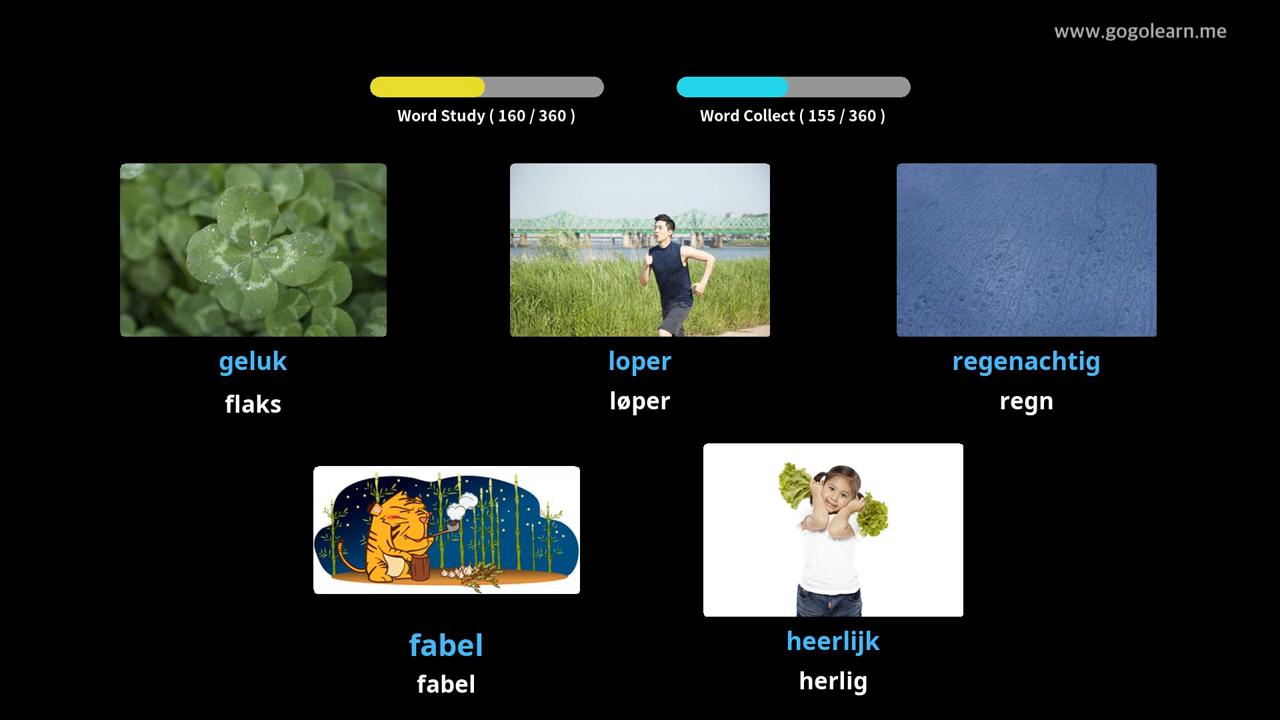 www.gogolearn.me
Word Study ( 160 / 360 )
Word Collect ( 155 / 360 )
geluk
flaks
loper
løper
regenachtig
regn
fabel
fabel
heerlijk
herlig